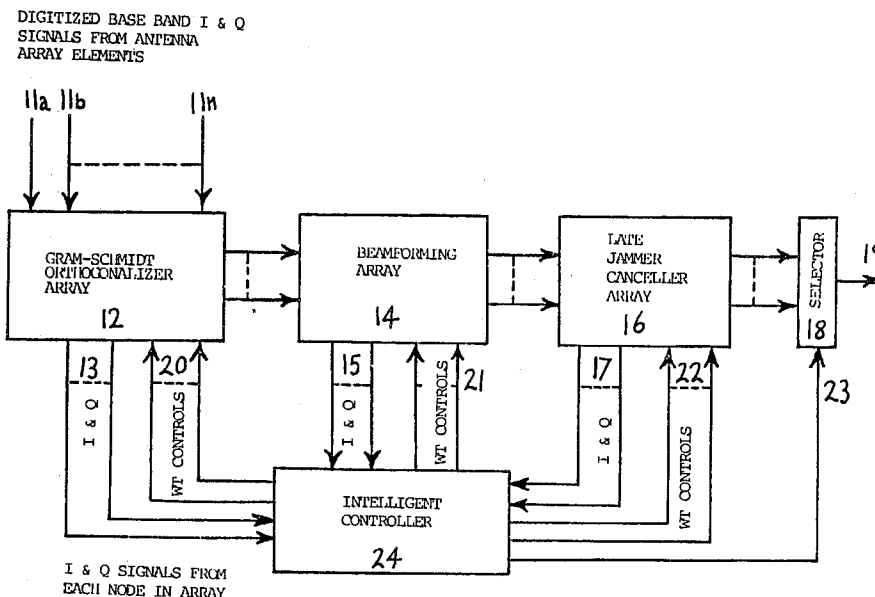 DIGITIZED BASE BAND I & Q
SIGNALS FROM ANTENNA
ARRAY ELEMENTS
11a 11b 11n
GRAM-SCHMIDT
ORTHOGONALIZER
ARRAY
12
BEAMFORMING
ARRAY
14
LATE
JAMMER
CANCELLER
ARRAY
16
SELECTOR
18
13
I & Q
20
WT CONTROLS
15
I & Q
21
WT CONTROLS
17
I & Q
22
WT CONTROLS
23
INTELLIGENT
CONTROLLER
24
I & Q SIGNALS FROM
EACH NODE IN ARRAY